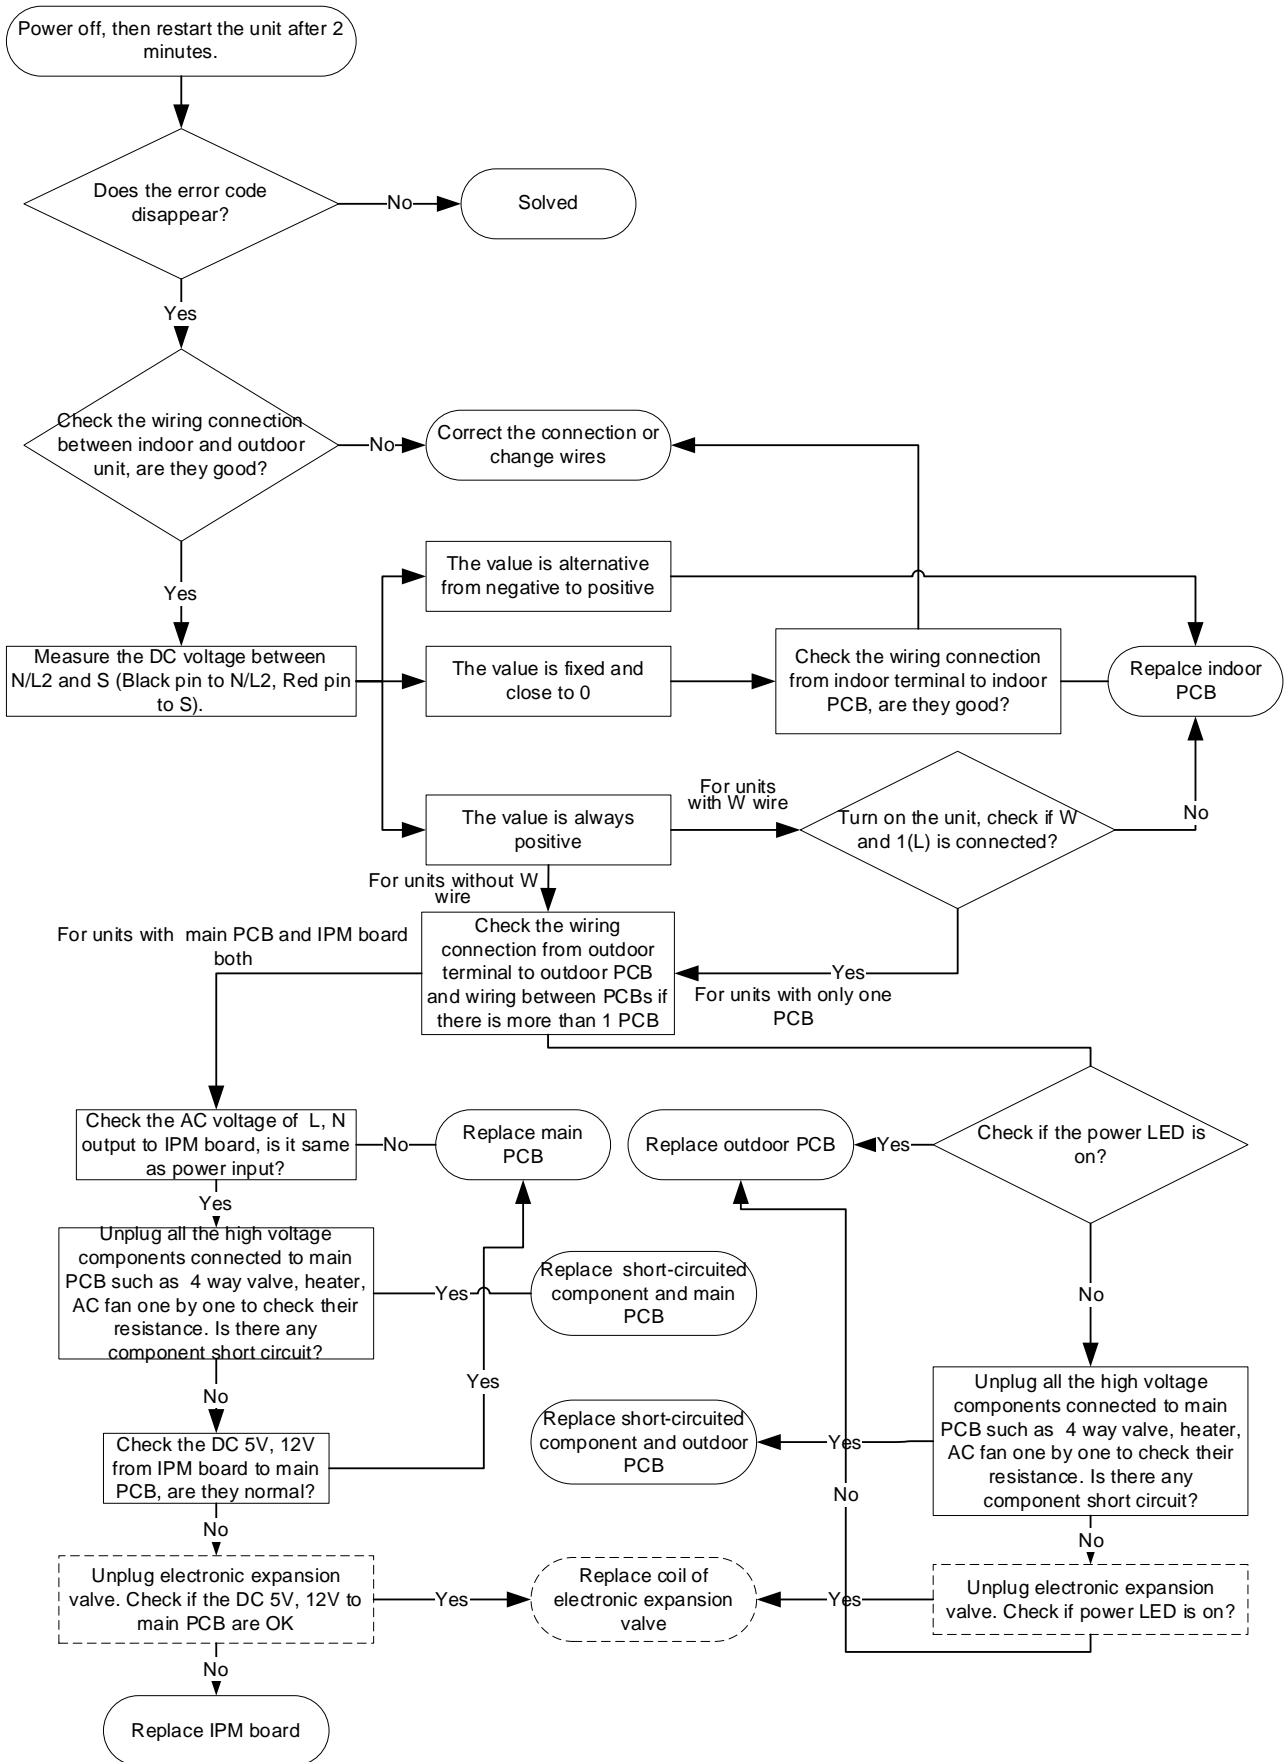 Power off, then restart the unit after 2
minutes.
Does the error code
disappear?
No
Solved
Yes
Check the wiring connection
between indoor and outdoor
unit, are they good?
No
Correct the connection or
change wires
Yes
The value is alternative
from negative to positive
Measure the DC voltage between
N/L2 and S (Black pin to N/L2, Red pin
to S).
The value is fixed and
close to 0
Check the wiring connection
from indoor terminal to indoor
PCB, are they good?
Repalce indoor
PCB
The value is always
positive
For units
with W wire
Turn on the unit, check if W
and 1(L) is connected?
No
For units without W
wire
For units with  main PCB and IPM board
both
Check the wiring
connection from outdoor
terminal to outdoor PCB
and wiring between PCBs if
there is more than 1 PCB
Yes
For units with only one
PCB
Check the AC voltage of  L, N
output to IPM board, is it same
as power input?
No
Replace main
PCB
Replace outdoor PCB
Yes
Check if the power LED is
on?
Yes
Unplug all the high voltage
components connected to main
PCB such as  4 way valve, heater,
AC fan one by one to check their
resistance. Is there any
component short circuit?
Yes
Replace  short-circuited
component and main
PCB
No
No
Yes
Check the DC 5V, 12V
from IPM board to main
PCB, are they normal?
Replace short-circuited
component and outdoor
PCB
Yes
Unplug all the high voltage
components connected to main
PCB such as  4 way valve, heater,
AC fan one by one to check their
resistance. Is there any
component short circuit?
No
No
No
Unplug electronic expansion
valve. Check if the DC 5V, 12V to
main PCB are OK
Yes
Replace coil of
electronic expansion
valve
Yes
Unplug electronic expansion
valve. Check if power LED is on?
No
Replace IPM board